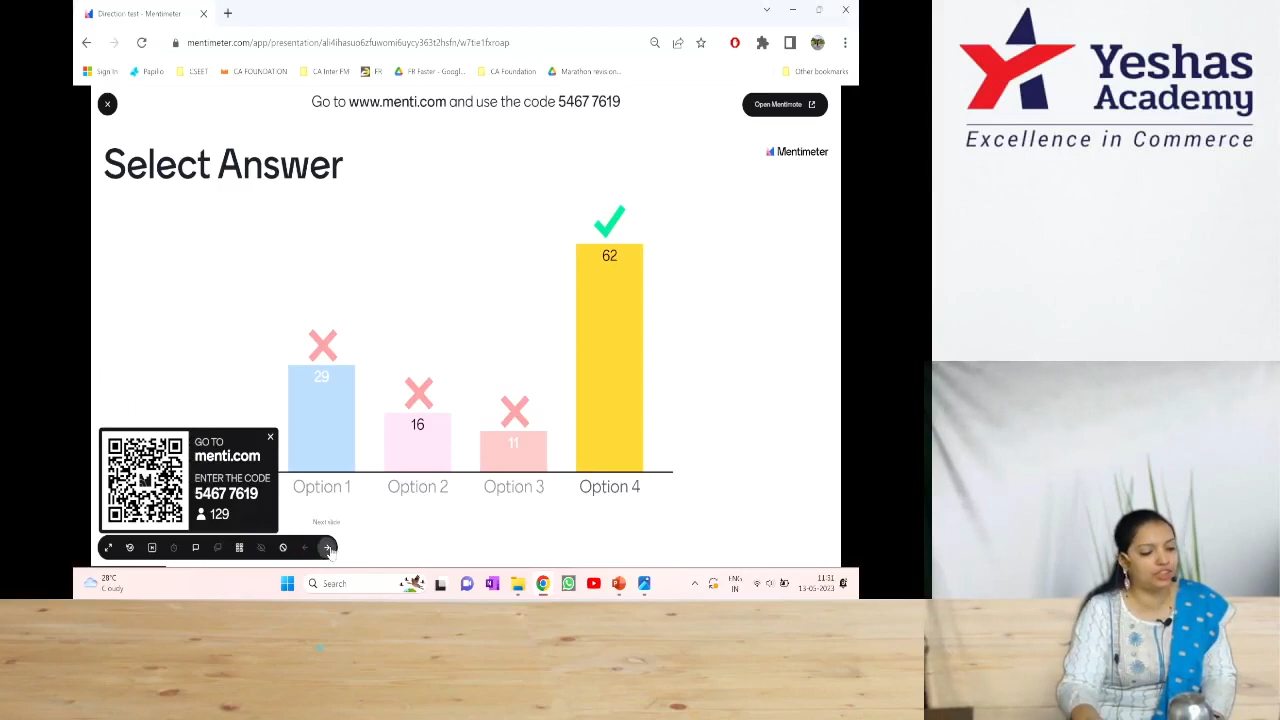 Direction test - Mentimeter
mentimeter.com/app/presentation/ali4ihasuo6zfuwomi6uycy363t2hsfn/w7tie1fxroap
Sign In
Papilio
CSEET
CA FOUNDATION
CA Inter FM
FR
FR Faster - Googl...
CA Foundation
Marathon revision...
Other bookmarks
Go to www.menti.com and use the code 5467 7619
Open Mentimote
Select Answer
Mentimeter
62
29
16
11
Option 1
Option 2
Option 3
Option 4
GO TO
menti.com
ENTER THE CODE
5467 7619
129
Next slide
28°C
Cloudy
Search
ENG
IN
11:31
13-05-2023
Yeshas
Academy
Excellence in Commerce